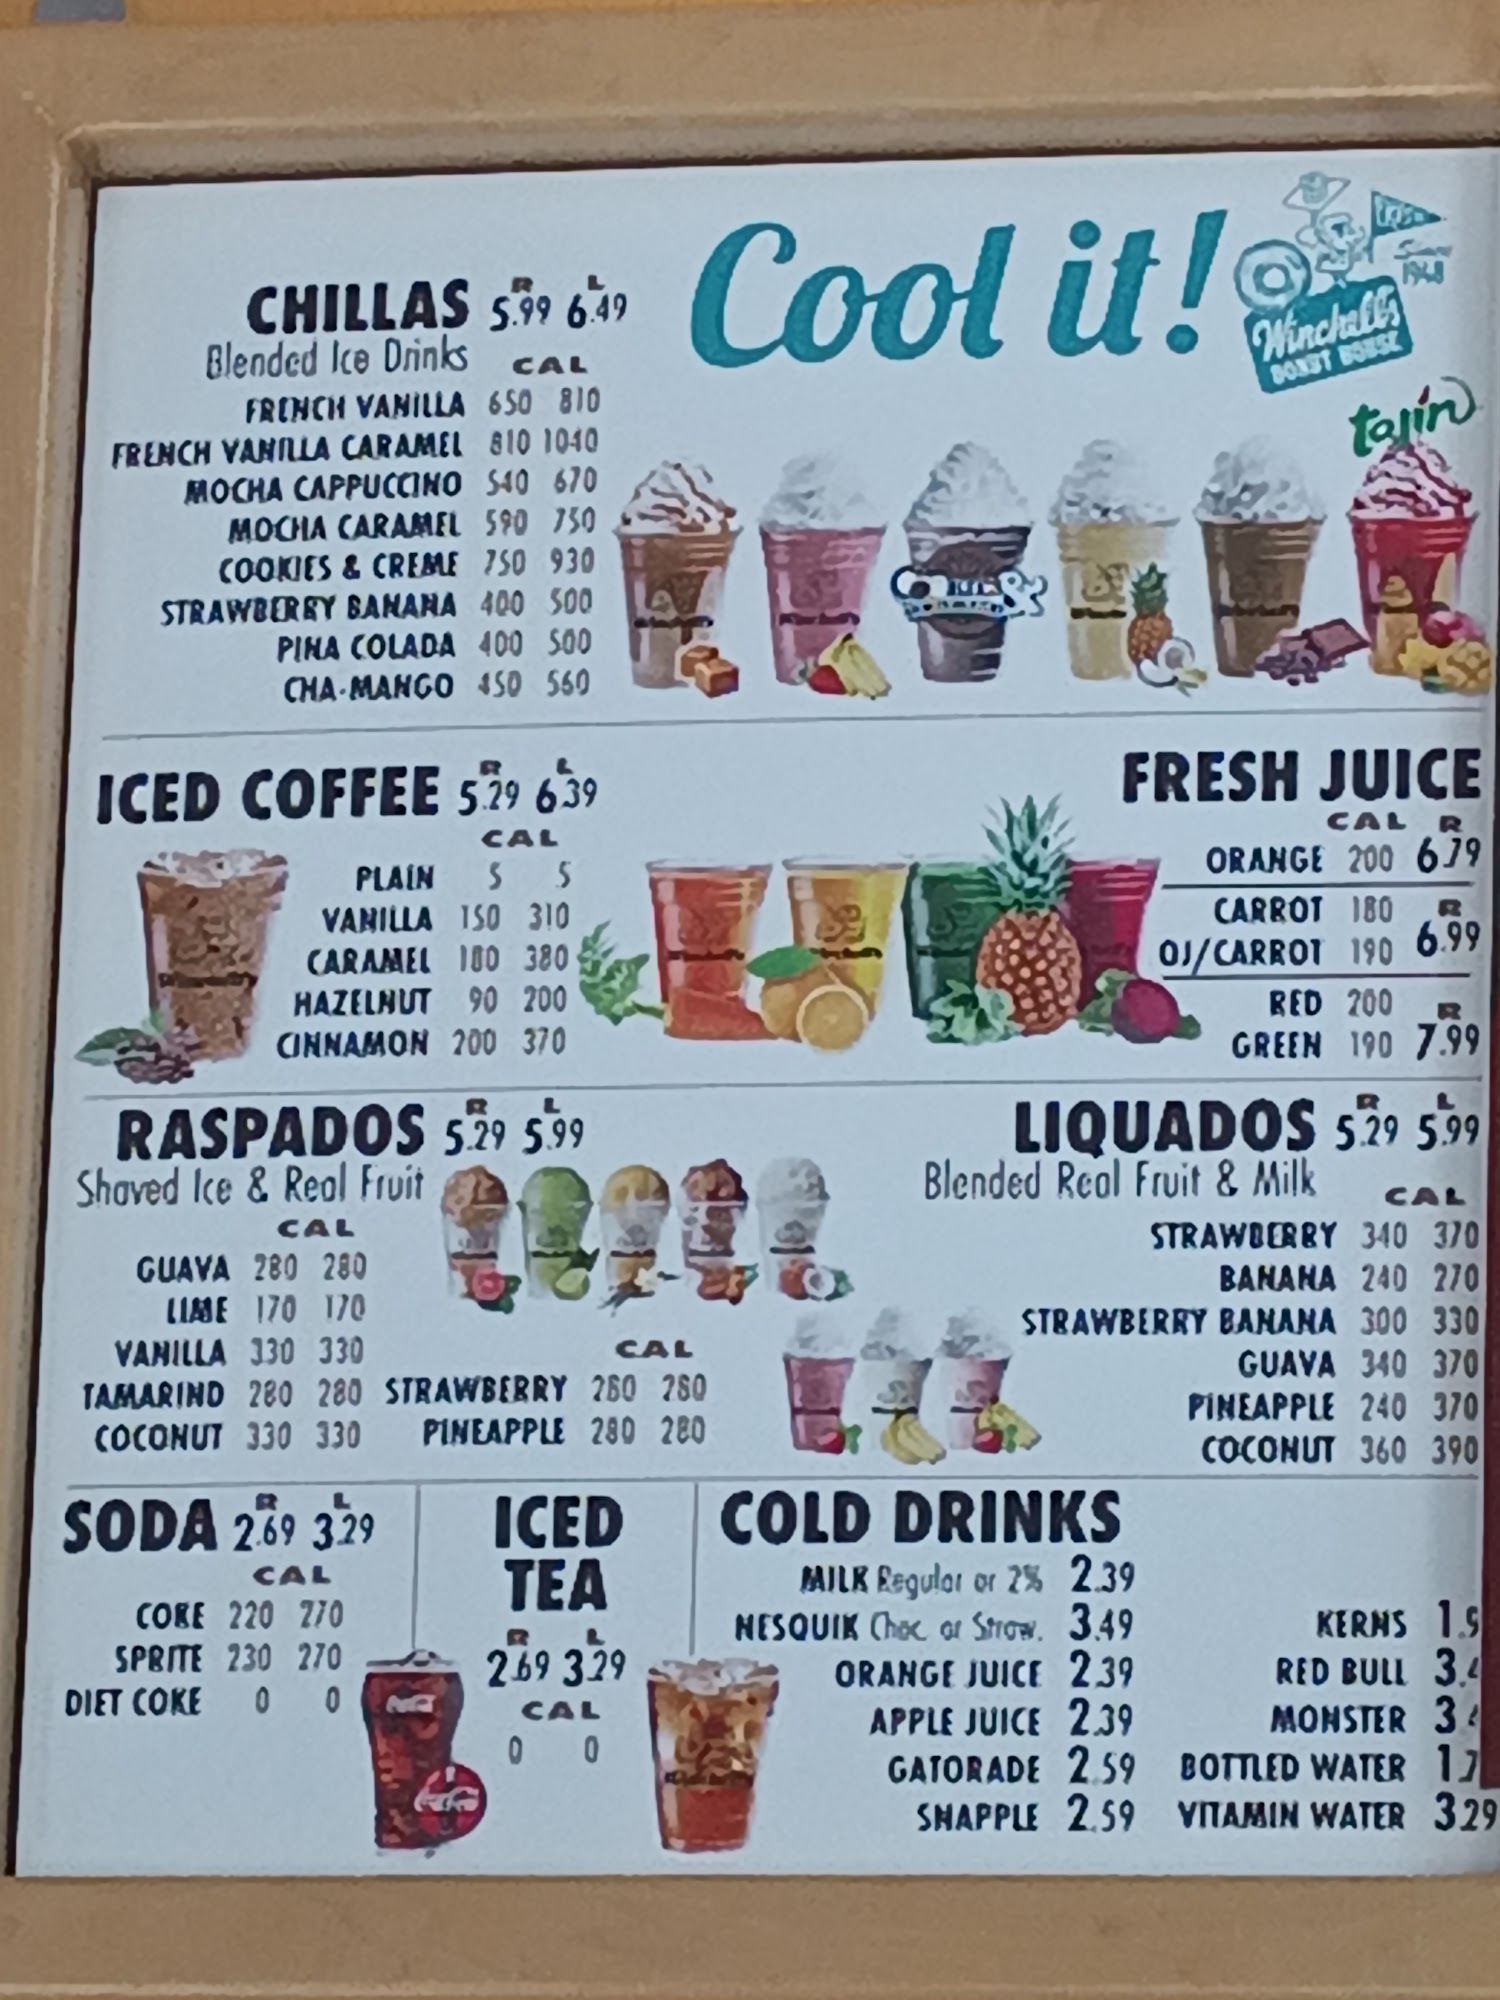 Cool it!
Since
1948
Winchell's
DONUT HOUSE
tajín
R L
CHILLAS 5.99 6.49
Blended Ice Drinks CAL
FRENCH VANILLA 650 810
FRENCH VANILLA CARAMEL 810 1040
MOCHA CAPPUCCINO 540 670
MOCHA CARAMEL 590 750
COOKIES & CREME 750 930
STRAWBERRY BANANA 400 500
PINA COLADA 400 500
CHA-MANGO 450 560
R L
ICED COFFEE 5.29 6.39
CAL
PLAIN 5 5
VANILLA 150 310
CARAMEL 180 380
HAZELNUT 90 200
CINNAMON 200 370
FRESH JUICE
CAL R
ORANGE 200 6.79
CARROT 180 R
OJ/CARROT 190 6.99
RED 200 R
GREEN 190 7.99
R L
RASPADOS 5.29 5.99
Shaved Ice & Real Fruit
CAL
GUAVA 280 280
LIME 170 170
VANILLA 330 330
TAMARIND 280 280
COCONUT 330 330
CAL
STRAWBERRY 280 280
PINEAPPLE 280 280
R L
LIQUADOS 5.29 5.99
Blended Real Fruit & Milk CAL
STRAWBERRY 340 370
BANANA 240 270
STRAWBERRY BANANA 300 330
GUAVA 340 370
PINEAPPLE 240 370
COCONUT 360 390
R L
SODA 2.69 3.29
CAL
COKE 220 270
SPRITE 230 270
DIET COKE 0 0
Coca-Cola
ICED
TEA
R L
2.69 3.29
CAL
0 0
COLD DRINKS
MILK Regular or 2% 2.39
NESQUIK Choc. or Straw. 3.49
ORANGE JUICE 2.39
APPLE JUICE 2.39
GATORADE 2.59
SNAPPLE 2.59
KERNS
RED BULL
MONSTER
BOTTLED WATER
VITAMIN WATER 3.29